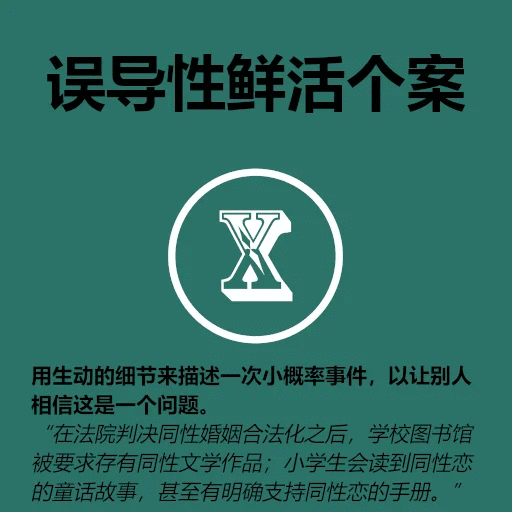 误导性鲜活个案
X
用生动的细节来描述一次小概率事件，以让别人
相信这是一个问题。
“在法院判决同性婚姻合法化之后，学校图书馆
被要求存有同性文学作品；小学生会读到同性恋
的童话故事，甚至有明确支持同性恋的手册。”